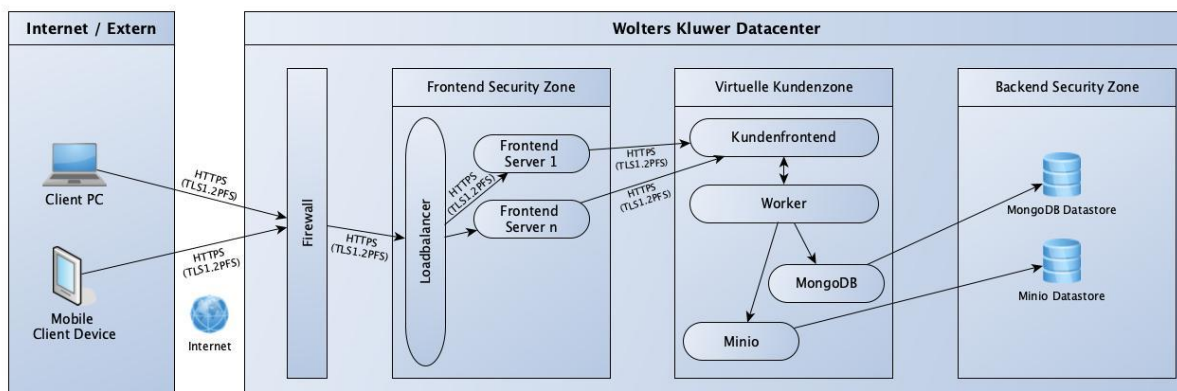 Internet / Extern
Client PC
Mobile
Client Device
HTTPS
(TLS1.2PFS)
HTTPS
(TLS1.2PFS)
Internet
Wolters Kluwer Datacenter
Firewall
HTTPS
(TLS1.2PFS)
Frontend Security Zone
Loadbalancer
HTTPS
(TLS1.2PFS)
Frontend
Server 1
Frontend
Server n
HTTPS
(TLS1.2PFS)
HTTPS
(TLS1.2PFS)
Virtuelle Kundenzone
Kundenfrontend
Worker
MongoDB
Minio
Backend Security Zone
MongoDB Datastore
Minio Datastore